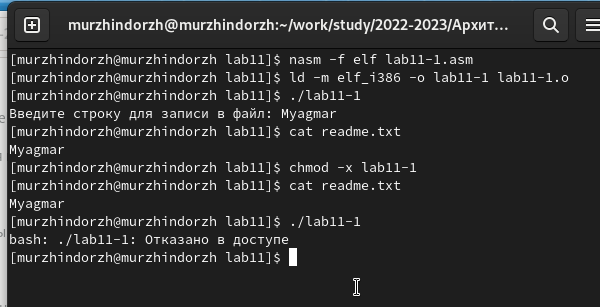 murzhindorzh@murzhindorzh:~/work/study/2022-2023/Архит...
[murzhindorzh@murzhindorzh lab11]$ nasm -f elf lab11-1.asm
[murzhindorzh@murzhindorzh lab11]$ ld -m elf_i386 -o lab11-1 lab11-1.o
[murzhindorzh@murzhindorzh lab11]$ ./lab11-1
Введите строку для записи в файл: Myagmar
[murzhindorzh@murzhindorzh lab11]$ cat readme.txt
Myagmar
[murzhindorzh@murzhindorzh lab11]$ chmod -x lab11-1
[murzhindorzh@murzhindorzh lab11]$ cat readme.txt
Myagmar
[murzhindorzh@murzhindorzh lab11]$ ./lab11-1
bash: ./lab11-1: Отказано в доступе
[murzhindorzh@murzhindorzh lab11]$